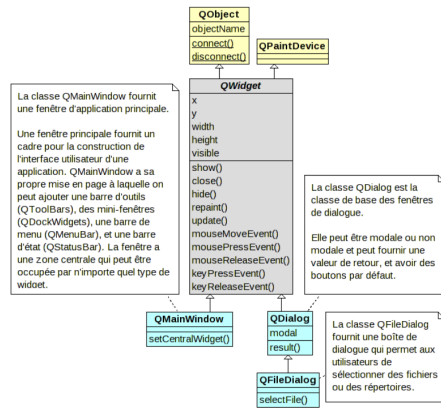 QObject
objectName
connect()
disconnect()
QPaintDevice
QWidget
x
y
width
height
visible
show()
close()
hide()
repaint()
update()
mouseMoveEvent()
mousePressEvent()
mouseReleaseEvent()
keyPressEvent()
keyReleaseEvent()
La classe QMainWindow fournit
une fenêtre d'application principale.
Une fenêtre principale fournit un
cadre pour la construction de
l'interface utilisateur d'une
application. QMainWindow a sa
propre mise en page à laquelle on
peut ajouter une barre d'outils
(QToolBars), des mini-fenêtres
(QDockWidgets), une barre de
menu (QMenuBar), et une barre
d'état (QStatusBar). La fenêtre a
une zone centrale qui peut être
occupée par n'importe quel type de
widget.
La classe QDialog est la
classe de base des fenêtres
de dialogue.
Elle peut être modale ou non
modale et peut fournir une
valeur de retour, et avoir des
boutons par défaut.
QMainWindow
setCentralWidget()
QDialog
modal
result()
La classe QFileDialog
fournit une boîte de
dialogue qui permet aux
utilisateurs de
sélectionner des fichiers
ou des répertoires.
QFileDialog
selectFile()